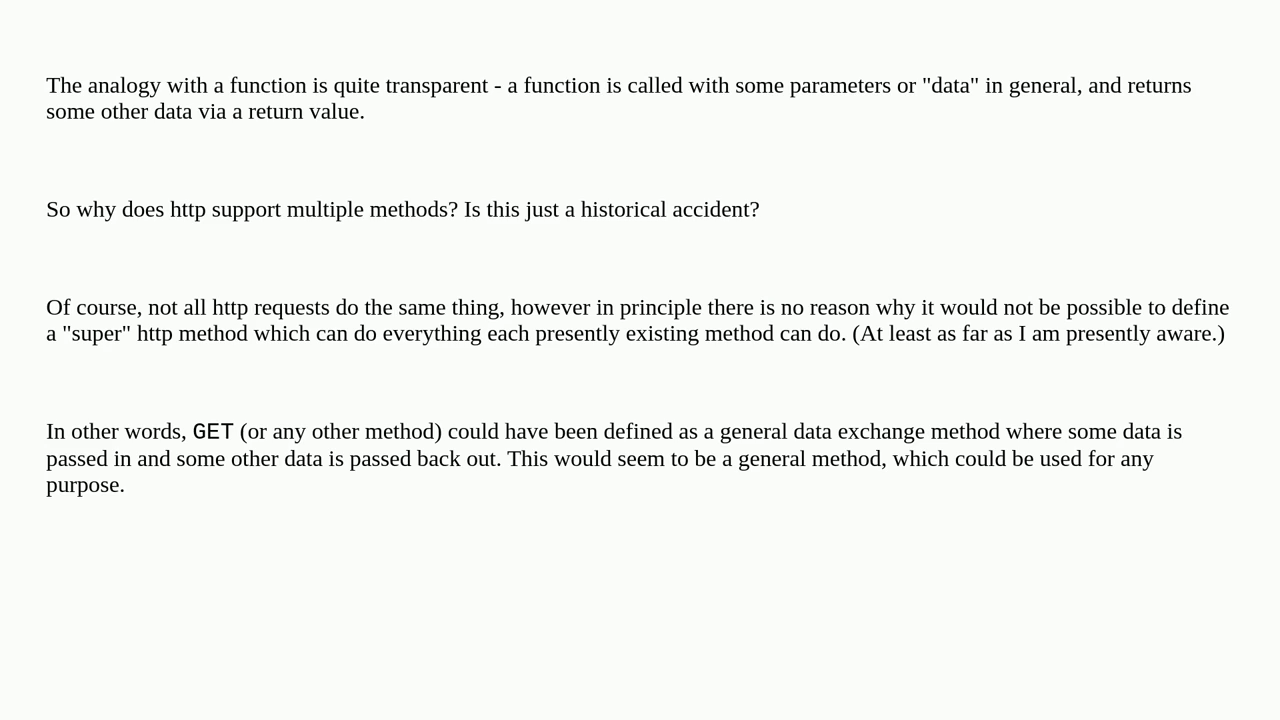 The analogy with a function is quite transparent - a function is called with some parameters or "data" in general, and returns
some other data via a return value.
So why does http support multiple methods? Is this just a historical accident?
Of course, not all http requests do the same thing, however in principle there is no reason why it would not be possible to define
a "super" http method which can do everything each presently existing method can do. (At least as far as I am presently aware.)
In other words, GET (or any other method) could have been defined as a general data exchange method where some data is
passed in and some other data is passed back out. This would seem to be a general method, which could be used for any
purpose.